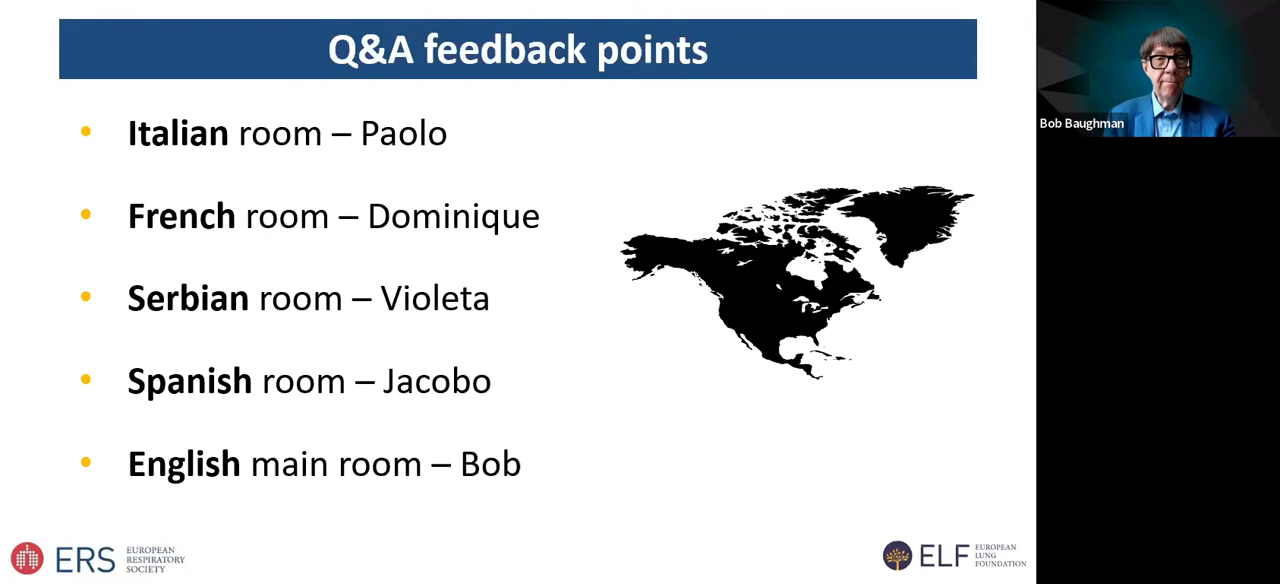 Q&A feedback points
• Italian room – Paolo
• French room – Dominique
• Serbian room – Violeta
• Spanish room – Jacobo
• English main room – Bob
ERS EUROPEAN
RESPIRATORY
SOCIETY
ELF EUROPEAN
LUNG
FOUNDATION
Bob Baughman